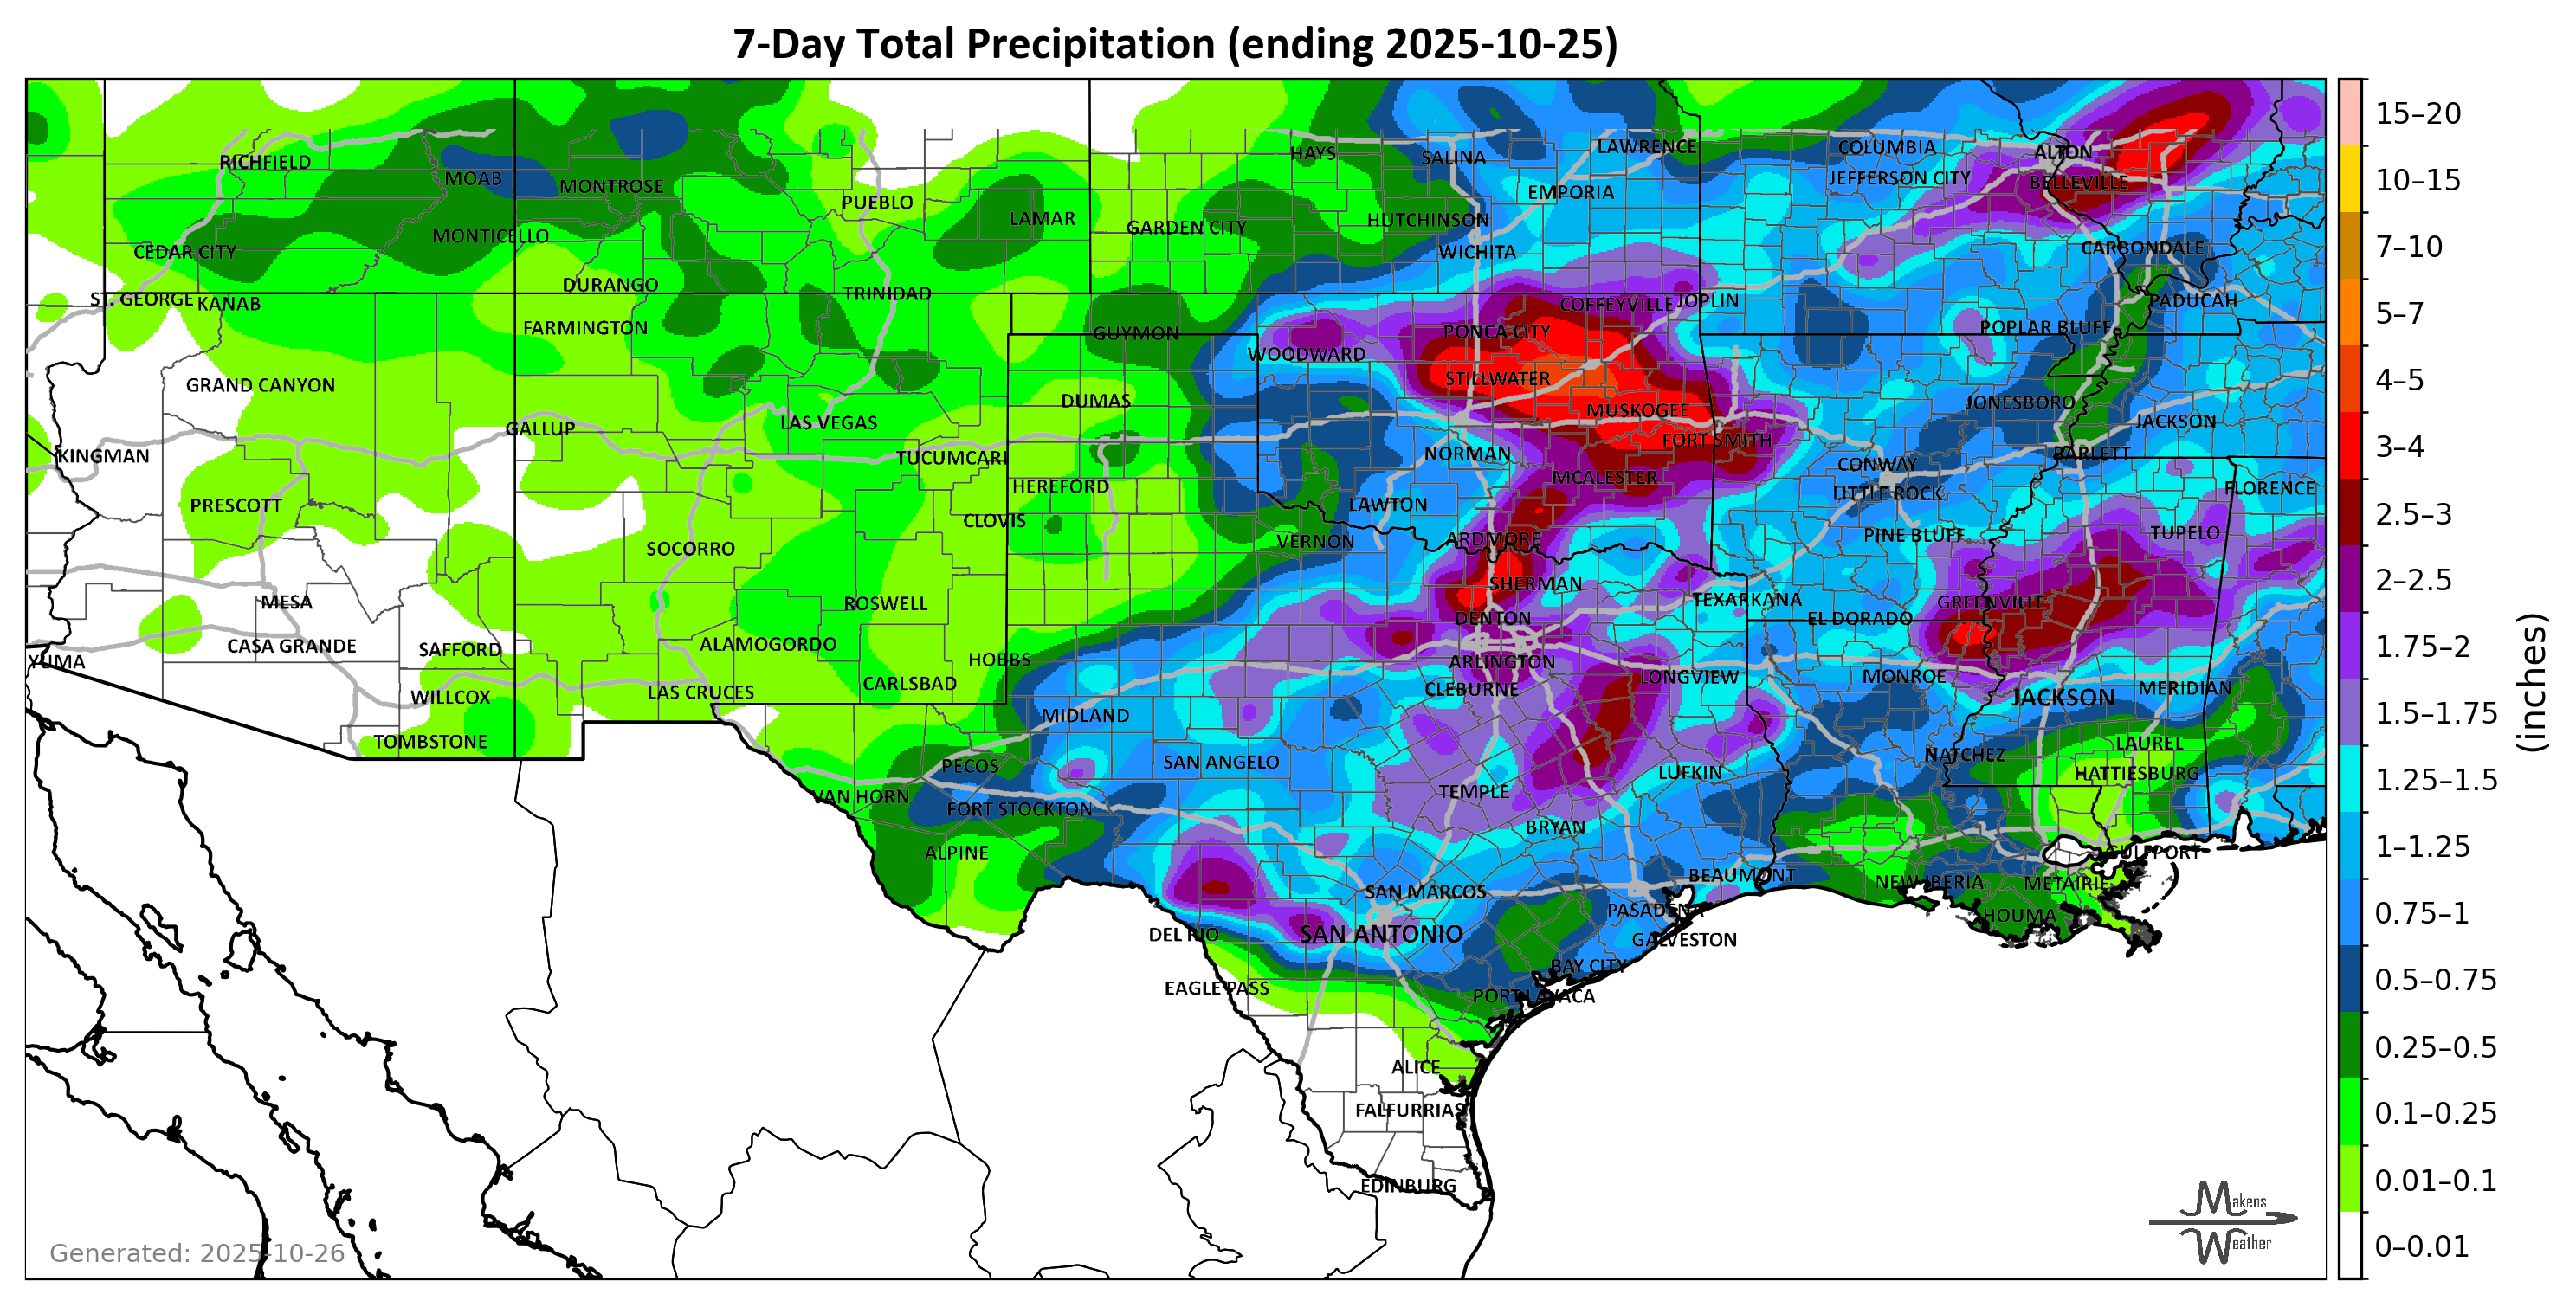 7-Day Total Precipitation (ending 2025-10-25)
RICHFIELD
MOAB
MONTROSE
PUEBLO
LAMAR
GARDEN CITY
HAYS
SALINA
LAWRENCE
EMPORIA
HUTCHINSON
WICHITA
COLUMBIA
JEFFERSON CITY
ALTON
BELLEVILLE
CARBONDALE
CEDAR CITY
MONTICELLO
DURANGO
TRINIDAD
ST. GEORGE
KANAB
FARMINGTON
GUYMON
WOODWARD
PONCA CITY
COFFEYVILLE
JOPLIN
POPLAR BLUFF
PADUCAH
GRAND CANYON
STILLWATER
DUMAS
MUSKOGEE
JONESBORO
JACKSON
GALLUP
LAS VEGAS
KINGMAN
TUCUMCARI
NORMAN
FORT SMITH
BARLETT
CONWAY
HEREFORD
MCALESTER
LITTLE ROCK
FLORENCE
PRESCOTT
CLOVIS
LAWTON
VERNON
ARDMORE
PINE BLUFF
TUPELO
SOCORRO
SHERMAN
MESA
ROSWELL
TEXARKANA
GREENVILLE
DENTON
EL DORADO
CASA GRANDE
SAFFORD
ALAMOGORDO
YUMA
HOBBS
ARLINGTON
LONGVIEW
MONROE
WILLCOX
LAS CRUCES
CARLSBAD
CLEBURNE
JACKSON
MERIDIAN
MIDLAND
TOMBSTONE
PECOS
SAN ANGELO
LUFKIN
NATCHEZ
LAUREL
HATTIESBURG
VAN HORN
FORT STOCKTON
TEMPLE
BRYAN
ALPINE
GULFPORT
SAN MARCOS
BEAUMONT
NEW IBERIA
METAIRIE
PASADENA
HOUMA
DEL RIO
SAN ANTONIO
GALVESTON
BAY CITY
EAGLE PASS
PORT LAVACA
ALICE
FALFURRIAS
EDINBURG
Generated: 2025-10-26
Makens
Weather
15–20
10–15
7–10
5–7
4–5
3–4
2.5–3
2–2.5
1.75–2
1.5–1.75
1.25–1.5
1–1.25
0.75–1
0.5–0.75
0.25–0.5
0.1–0.25
0.01–0.1
0–0.01
(inches)